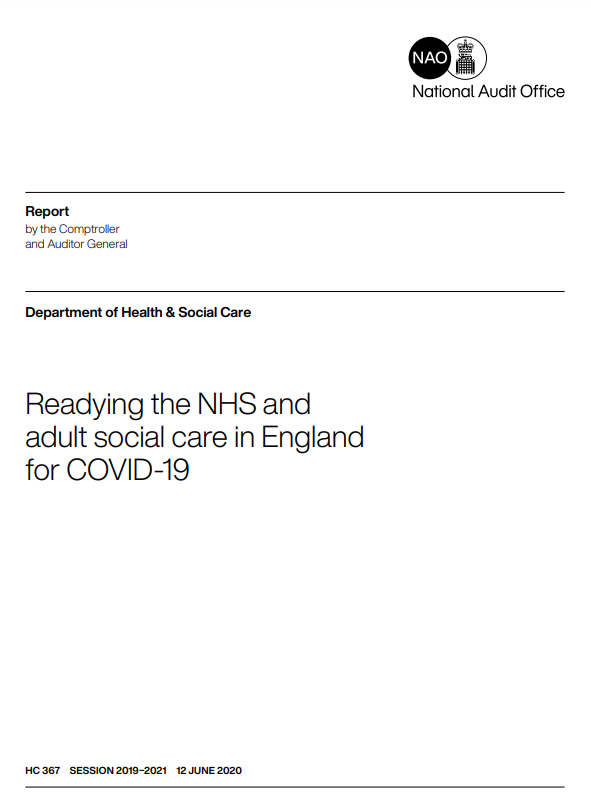 NAO
National Audit Office
Report
by the Comptroller
and Auditor General
Department of Health & Social Care
Readying the NHS and
adult social care in England
for COVID-19
HC 367 SESSION 2019–2021 12 JUNE 2020